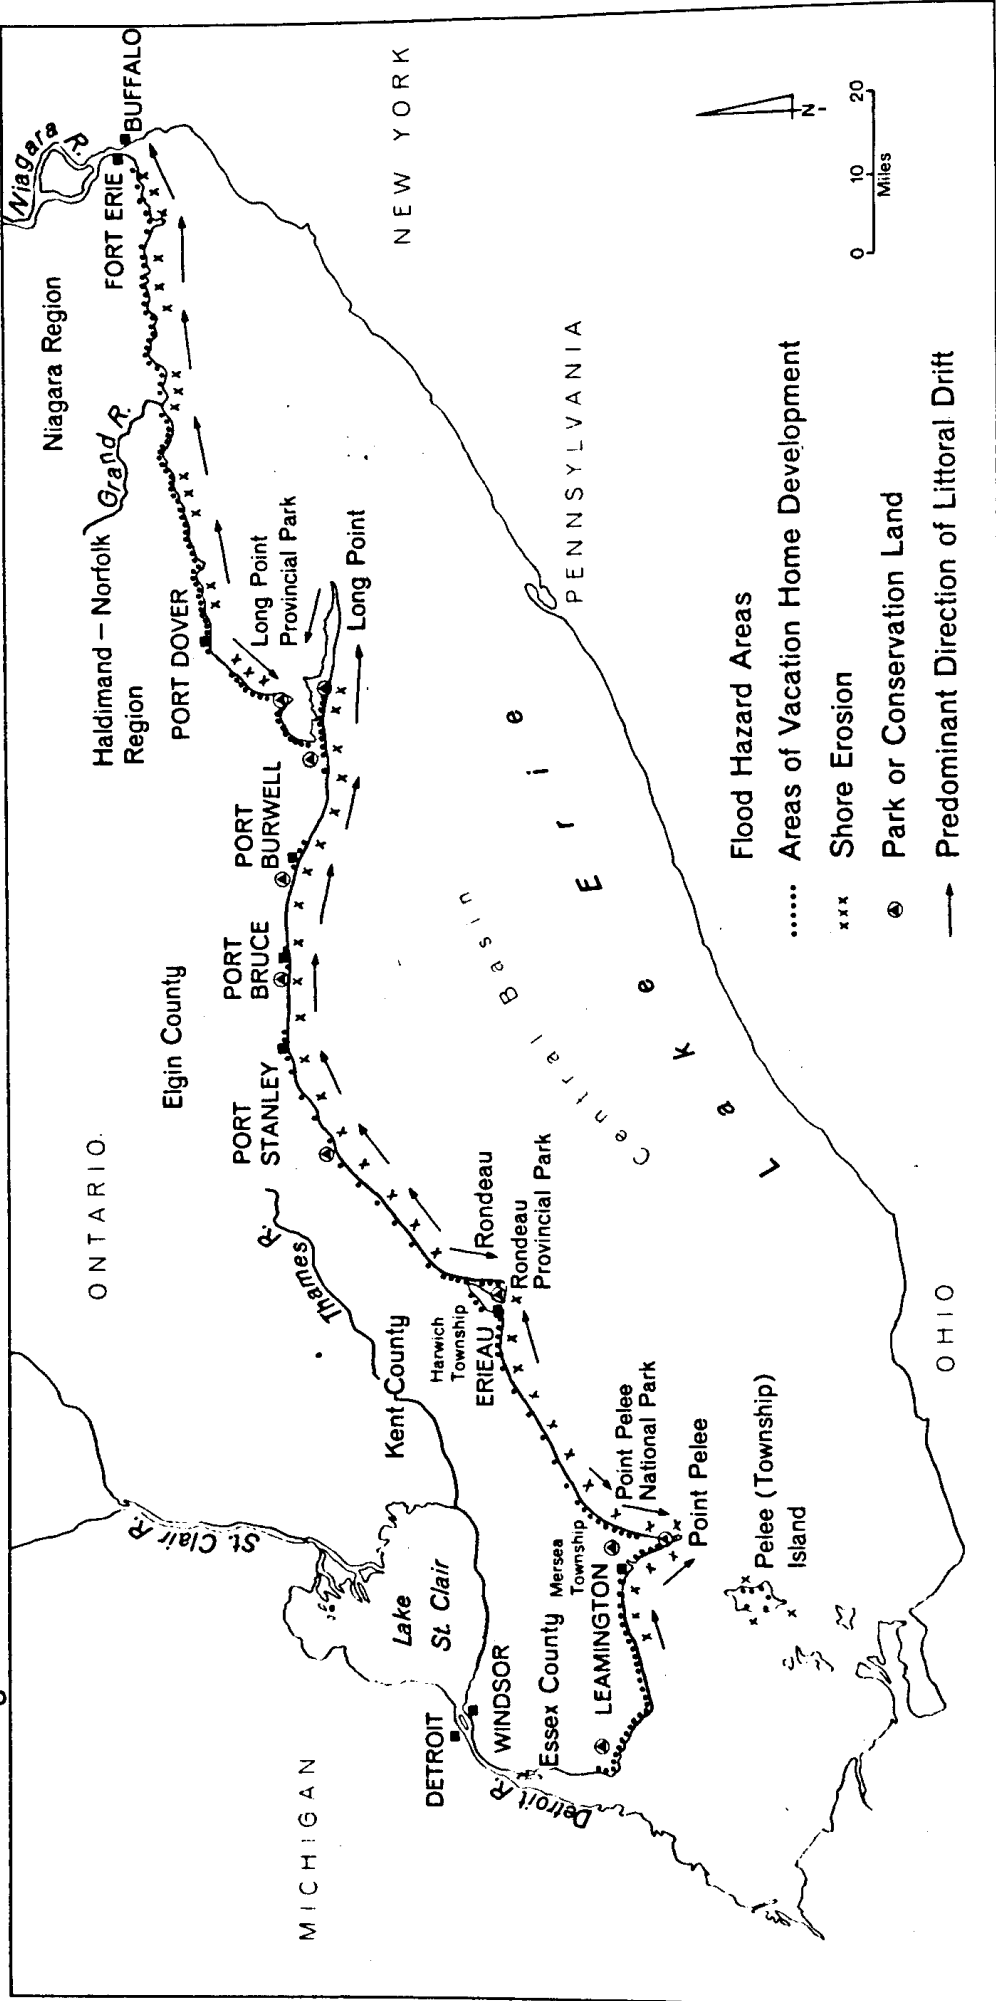 Niagara
R.
BUFFALO
FORT ERIE
NEW YORK
Niagara Region
Grand R.
Haldimand – Norfolk
Region
PORT DOVER
Long Point
Provincial Park
Long Point
PENNSYLVANIA
PORT
BURWELL
PORT
BRUCE
Elgin County
PORT
STANLEY
ONTARIO
Thames R.
Central Basin
Lake Erie
Rondeau
Rondeau
Provincial Park
Harwich
Township
ERIEAU
Kent County
Point Pelee
National Park
Point Pelee
Mersea
Township
LEAMINGTON
Essex County
Pelee (Township)
Island
OHIO
St. Clair R.
Lake
St. Clair
WINDSOR
DETROIT
Detroit R.
MICHIGAN
N
0 10 20
Miles
Flood Hazard Areas
...... Areas of Vacation Home Development
xxx Shore Erosion
Park or Conservation Land
Predominant Direction of Littoral Drift